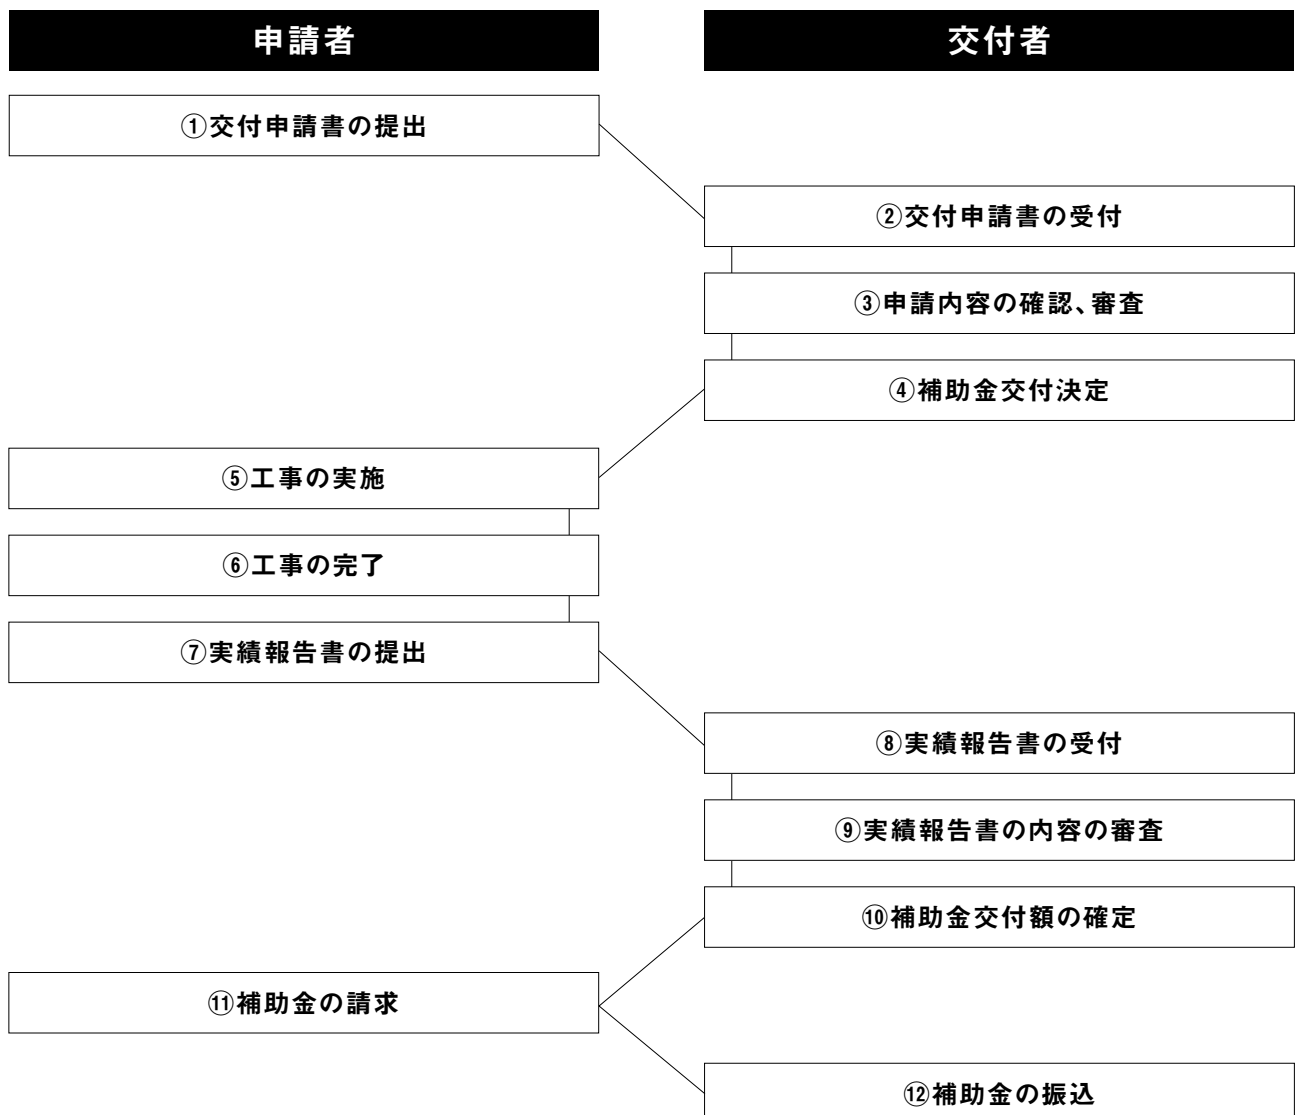 申請者
交付者
①交付申請書の提出
②交付申請書の受付
③申請内容の確認、審査
④補助金交付決定
⑤工事の実施
⑥工事の完了
⑦実績報告書の提出
⑧実績報告書の受付
⑨実績報告書の内容の審査
⑩補助金交付額の確定
⑪補助金の請求
⑫補助金の振込